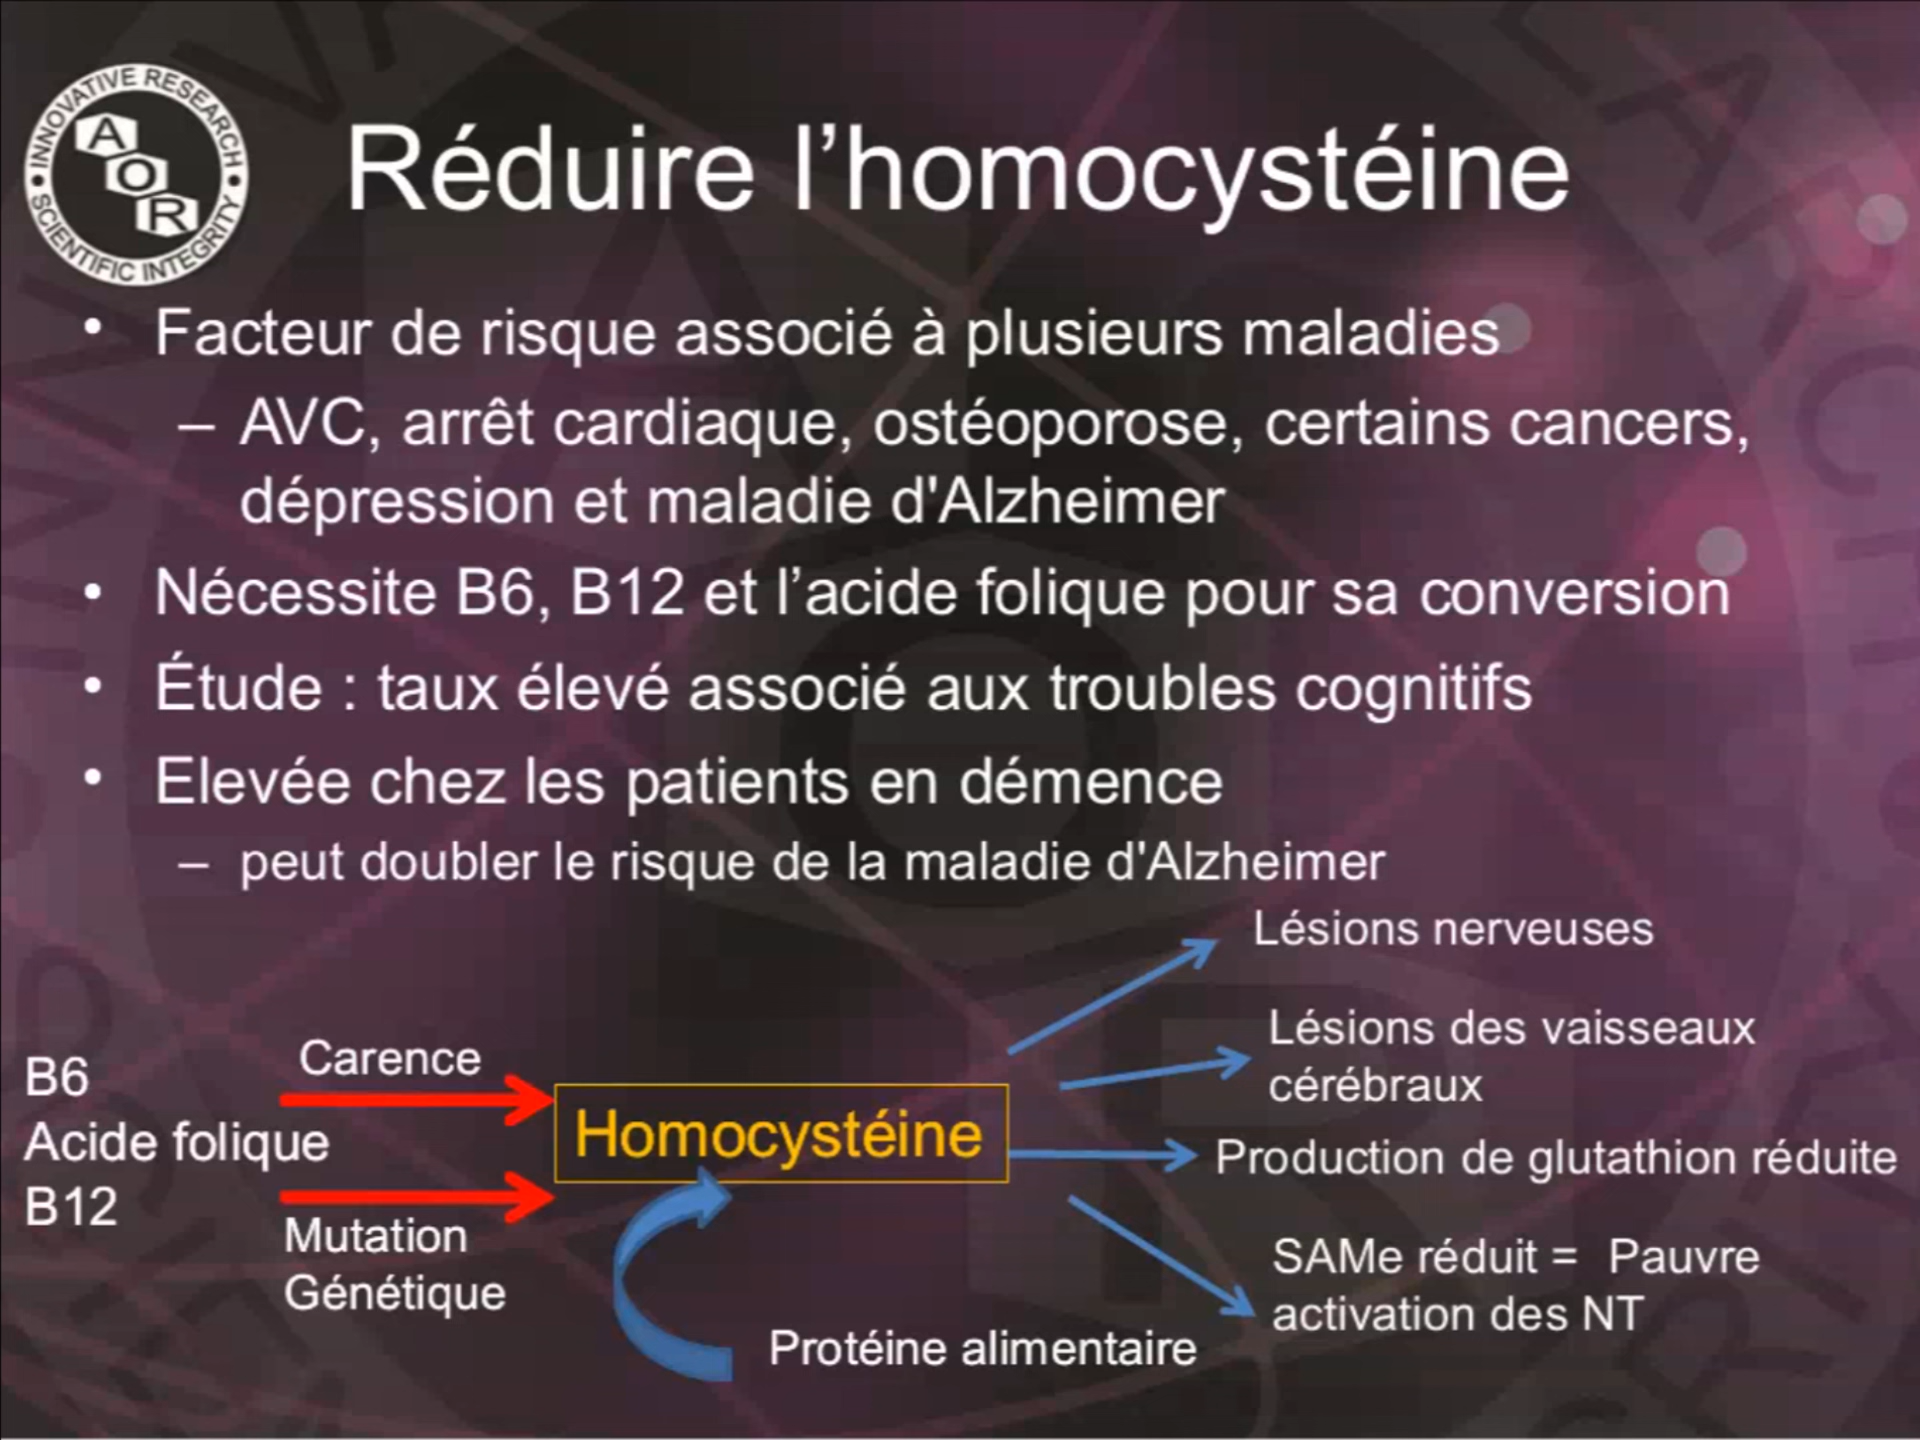 INNOVATIVE RESEARCH
A O R
SCIENTIFIC INTEGRITY
Réduire l’homocystéine
• Facteur de risque associé à plusieurs maladies
– AVC, arrêt cardiaque, ostéoporose, certains cancers,
dépression et maladie d'Alzheimer
• Nécessite B6, B12 et l’acide folique pour sa conversion
• Étude : taux élevé associé aux troubles cognitifs
• Elevée chez les patients en démence
– peut doubler le risque de la maladie d'Alzheimer
B6
Acide folique
B12
Carence
Mutation
Génétique
Homocystéine
Protéine alimentaire
Lésions nerveuses
Lésions des vaisseaux
cérébraux
Production de glutathion réduite
SAMe réduit = Pauvre
activation des NT